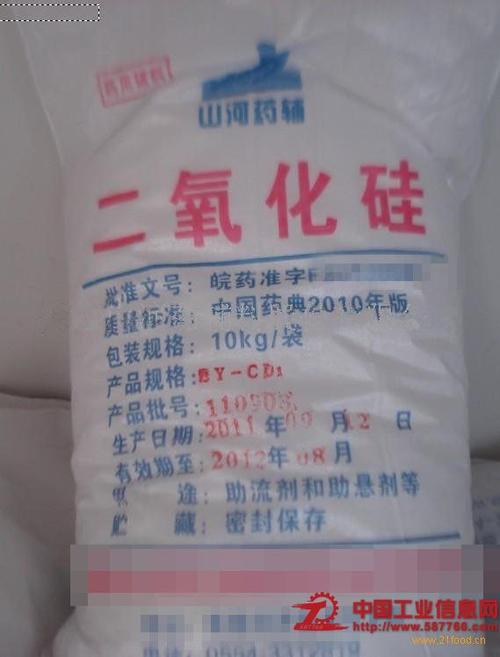 药用辅料
山河药辅
二氧化硅
批准文号：皖药准字
质量标准：中国药典2010年版
包装规格：10kg/袋
产品规格：
产品批号：
生产日期：2011年09月12日
有效期至：2012年08月
用途：助流剂和助悬剂等
贮藏：密封保存
中国工业信息网
www.587766.com
www.21food.cn